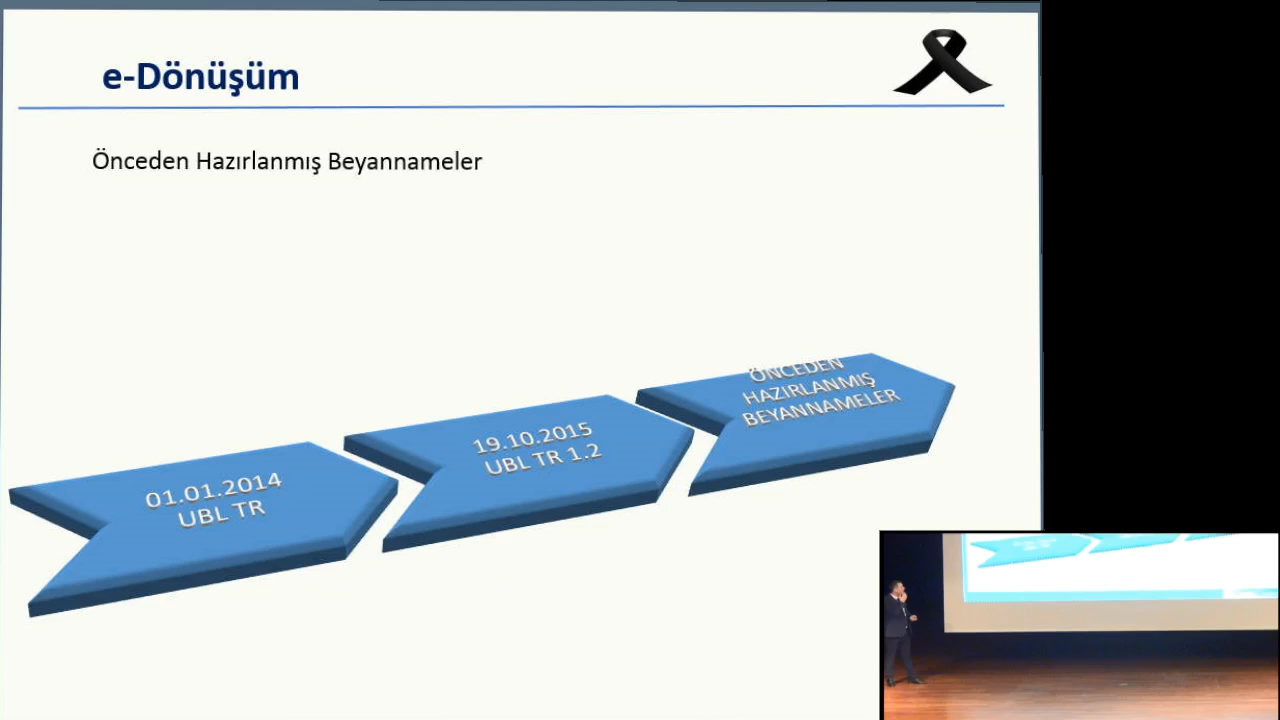 e-Dönüşüm
Önceden Hazırlanmış Beyannameler
01.01.2014
UBL TR
19.10.2015
UBL TR 1.2
ÖNCEDEN
HAZIRLANMIŞ
BEYANNAMELER